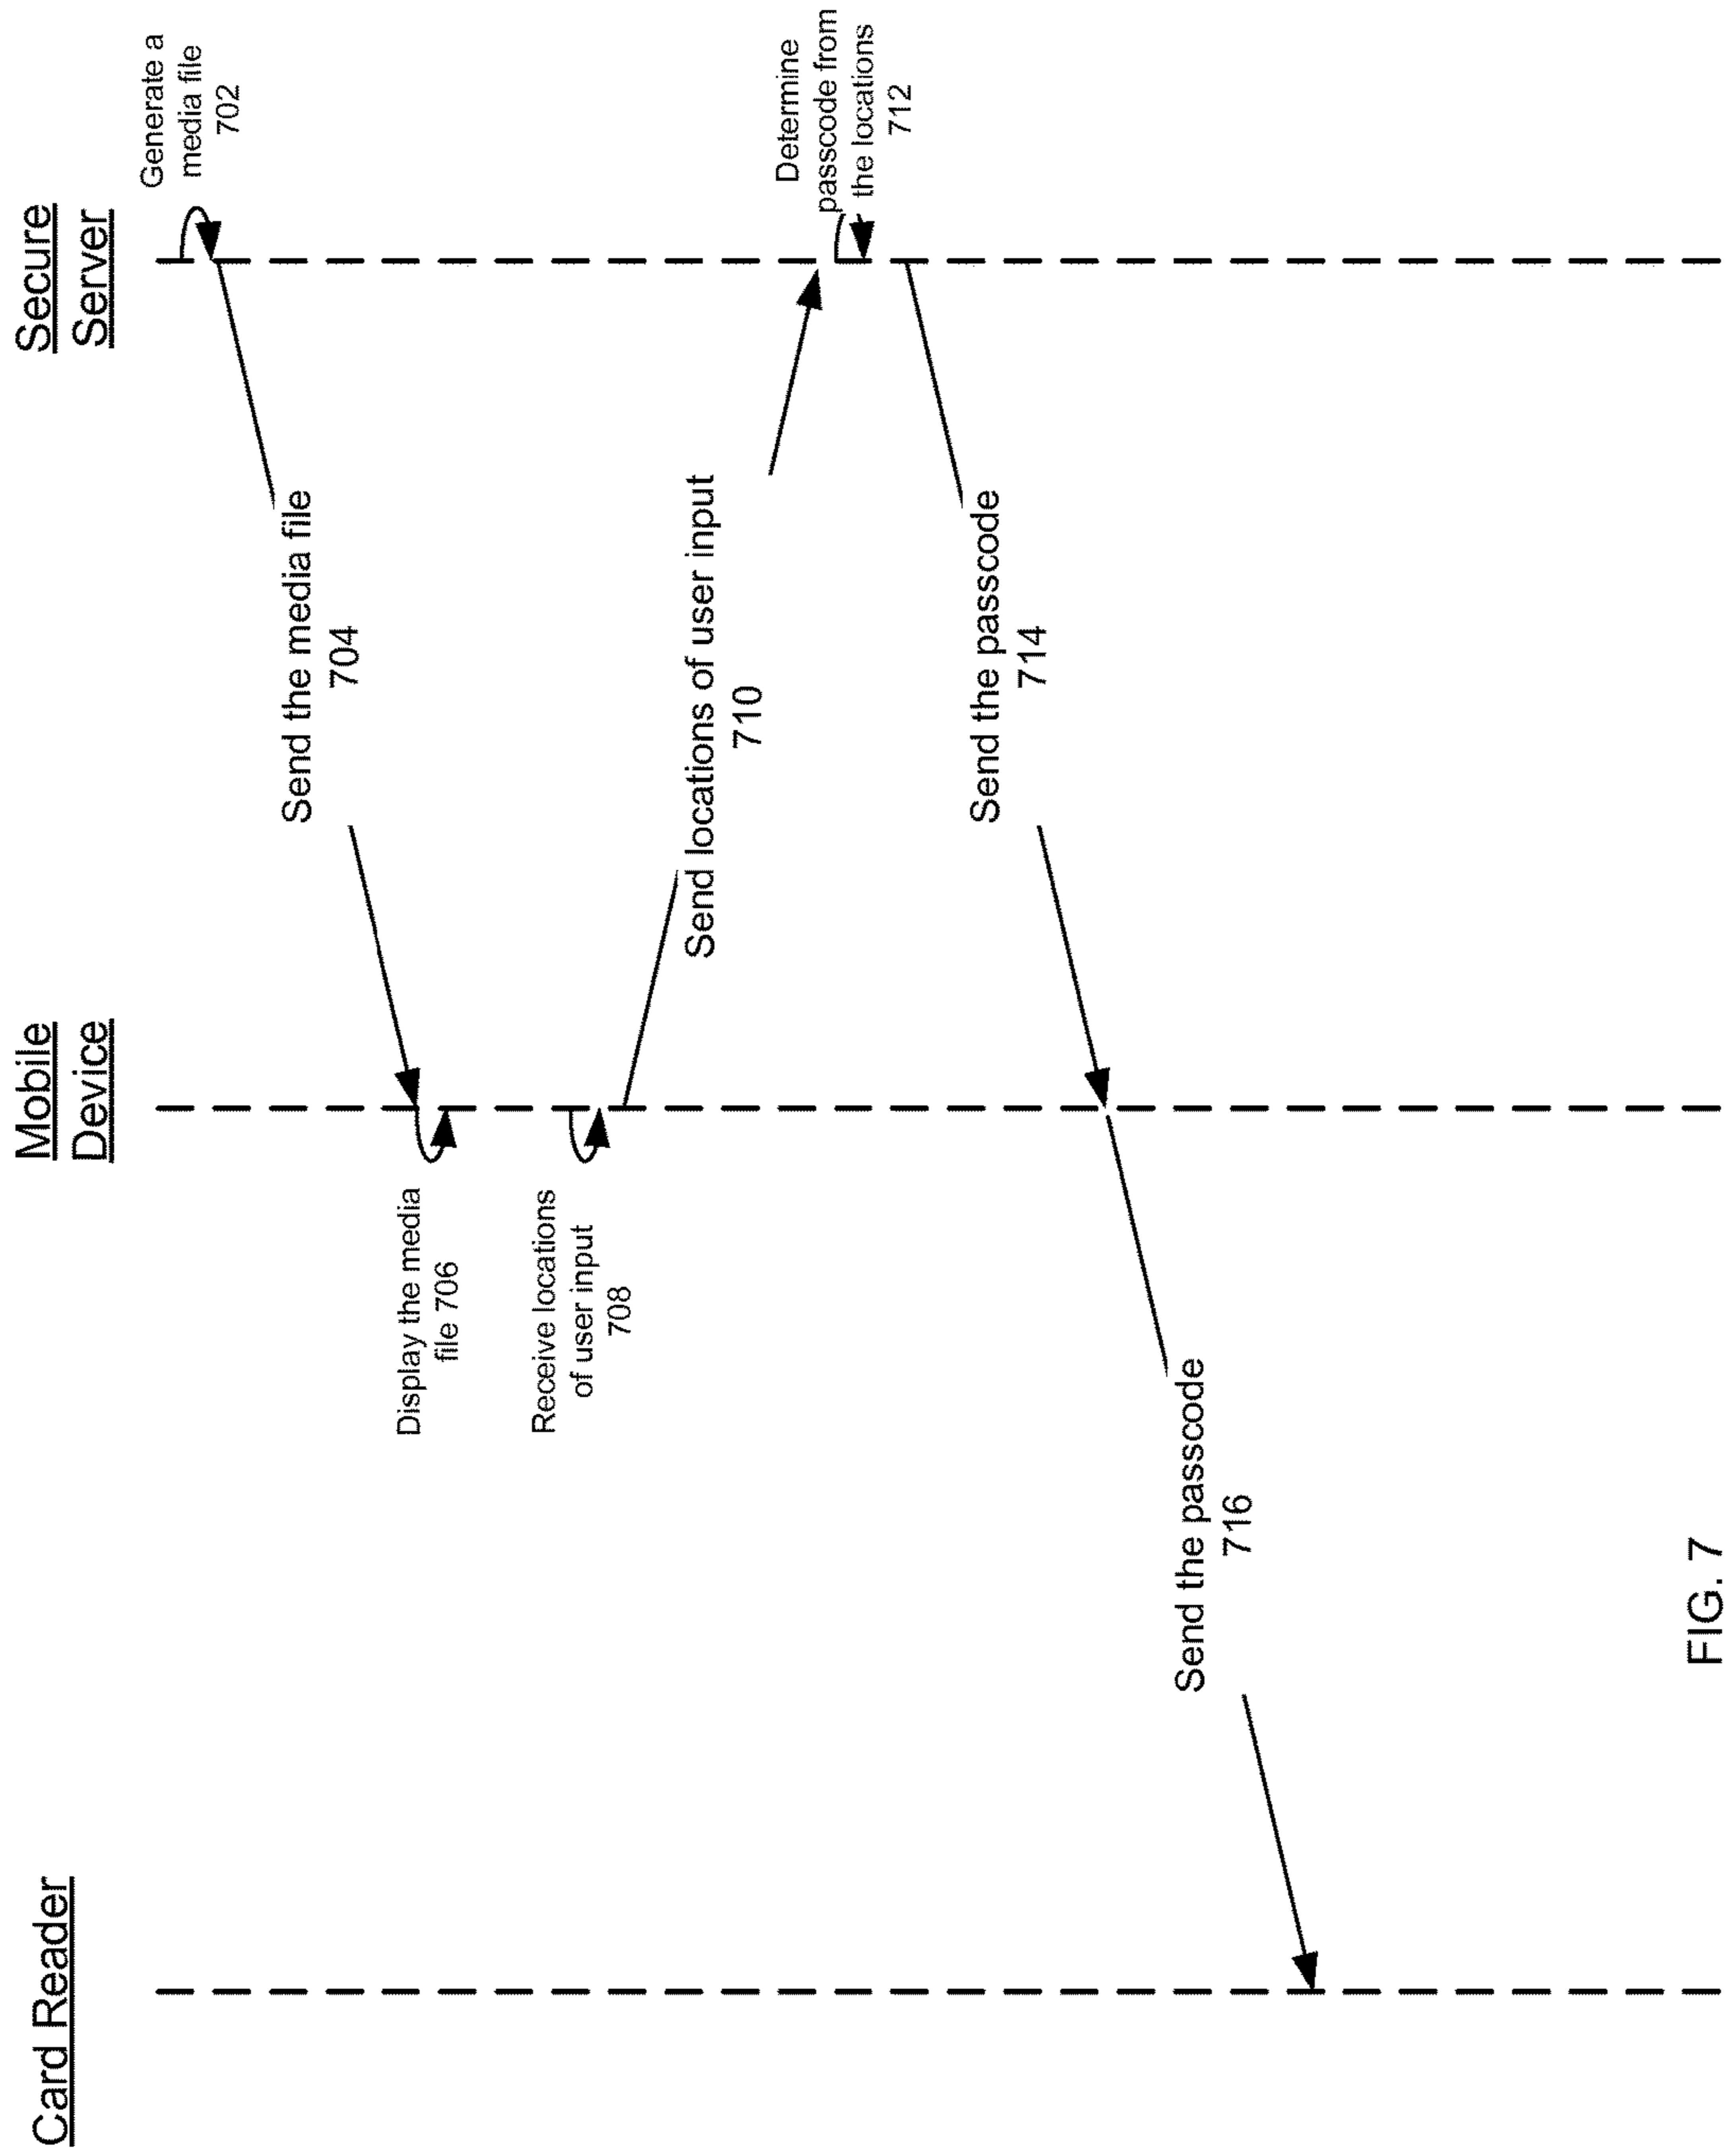 Card Reader
Mobile
Device
Secure
Server
Generate a
media file
702
Send the media file
704
Display the media
file 706
Receive locations
of user input
708
Send locations of user input
710
Determine
passcode from
the locations
712
Send the passcode
714
Send the passcode
716
FIG. 7